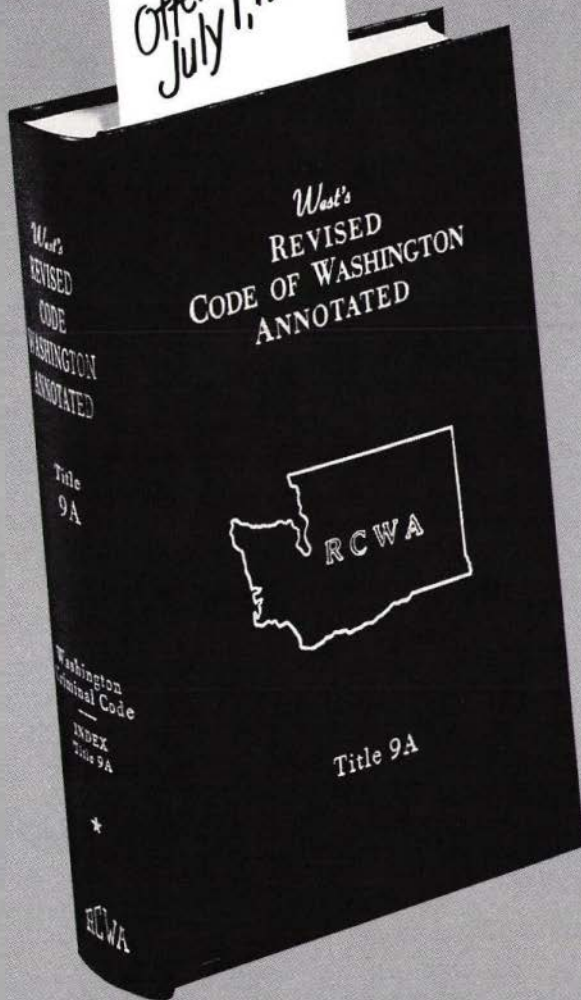 July 1,
West's
REVISED
CODE OF WASHINGTON
ANNOTATED
RCWA
Title 9A
West's
REVISED
CODE
WASHINGTON
ANNOTATED
Title
9A
Washington
Criminal Code
INDEX
Title 9A
RCWA